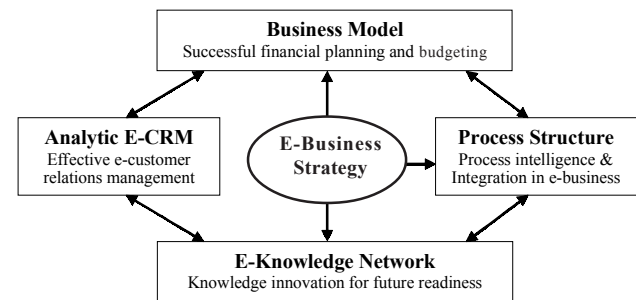 Business Model
Successful financial planning and budgeting
Analytic E-CRM
Effective e-customer
relations management
E-Business
Strategy
Process Structure
Process intelligence &
Integration in e-business
E-Knowledge Network
Knowledge innovation for future readiness